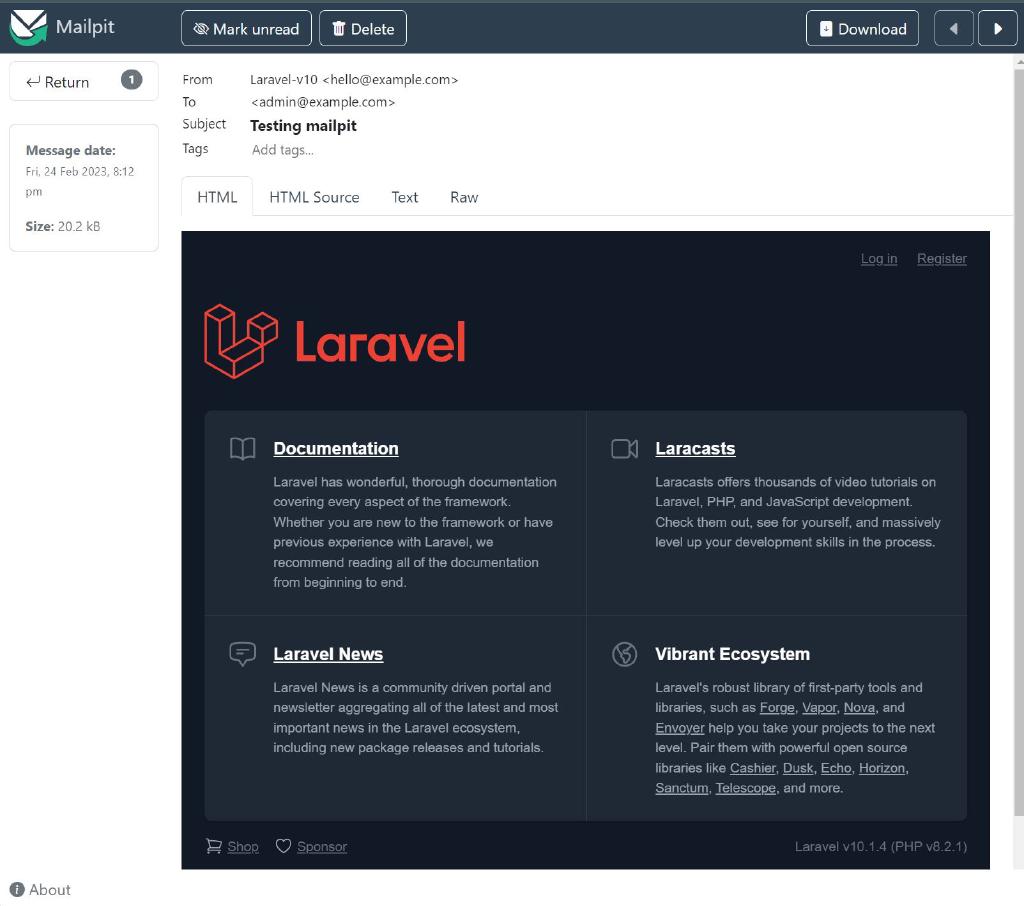 Mailpit
Mark unread
Delete
Download
Return 1
Message date:
Fri, 24 Feb 2023, 8:12
pm
Size: 20.2 kB
From Laravel-v10 <hello@example.com>
To <admin@example.com>
Subject Testing mailpit
Tags Add tags...
HTML HTML Source Text Raw
Log in Register
Laravel
Documentation
Laravel has wonderful, thorough documentation
covering every aspect of the framework.
Whether you are new to the framework or have
previous experience with Laravel, we
recommend reading all of the documentation
from beginning to end.
Laracasts
Laracasts offers thousands of video tutorials on
Laravel, PHP, and JavaScript development.
Check them out, see for yourself, and massively
level up your development skills in the process.
Laravel News
Laravel News is a community driven portal and
newsletter aggregating all of the latest and most
important news in the Laravel ecosystem,
including new package releases and tutorials.
Vibrant Ecosystem
Laravel's robust library of first-party tools and
libraries, such as Forge, Vapor, Nova, and
Envoyer help you take your projects to the next
level. Pair them with powerful open source
libraries like Cashier, Dusk, Echo, Horizon,
Sanctum, Telescope, and more.
Shop Sponsor
Laravel v10.1.4 (PHP v8.2.1)
About